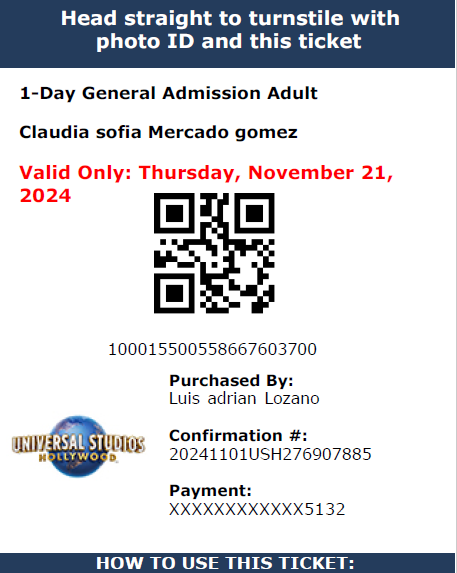 Head straight to turnstile with
photo ID and this ticket
1-Day General Admission Adult
Claudia sofia Mercado gomez
Valid Only: Thursday, November 21,
2024
100015500558667603700
Purchased By:
Luis adrian Lozano
UNIVERSAL STUDIOS
HOLLYWOOD
Confirmation #:
20241101USH276907885
Payment:
XXXXXXXXXXXX5132
HOW TO USE THIS TICKET: